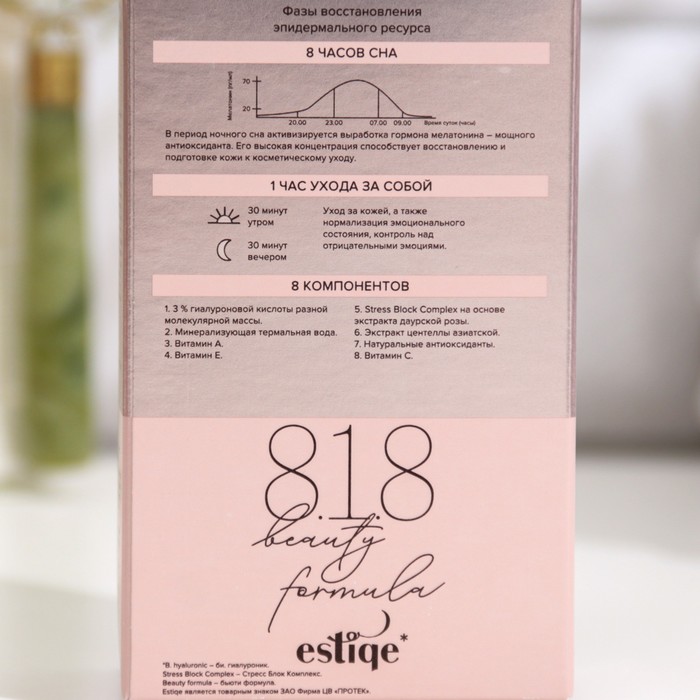 Фазы восстановления
эпидермального ресурса
8 ЧАСОВ СНА
Мелатонин (пг/мл)
70
20
20.00 23.00 07.00 09.00 Время суток (часы)
В период ночного сна активизируется выработка гормона мелатонина – мощного
антиоксиданта. Его высокая концентрация способствует восстановлению и
подготовке кожи к косметическому уходу.
1 ЧАС УХОДА ЗА СОБОЙ
30 минут
утром
30 минут
вечером
Уход за кожей, а также
нормализация эмоционального
состояния, контроль над
отрицательными эмоциями.
8 КОМПОНЕНТОВ
1. 3 % гиалуроновой кислоты разной
молекулярной массы.
2. Минерализующая термальная вода.
3. Витамин А.
4. Витамин Е.
5. Stress Block Complex на основе
экстракта даурской розы.
6. Экстракт центеллы азиатской.
7. Натуральные антиоксиданты.
8. Витамин С.
8.1.8
beauty
formula
estiqe*
*B. hyaluronic – би. гиалуроник.
Stress Block Complex – Стресс Блок Комплекс.
Beauty formula – бьюти формула.
Estiqe является товарным знаком ЗАО Фирма ЦВ «ПРОТЕК».